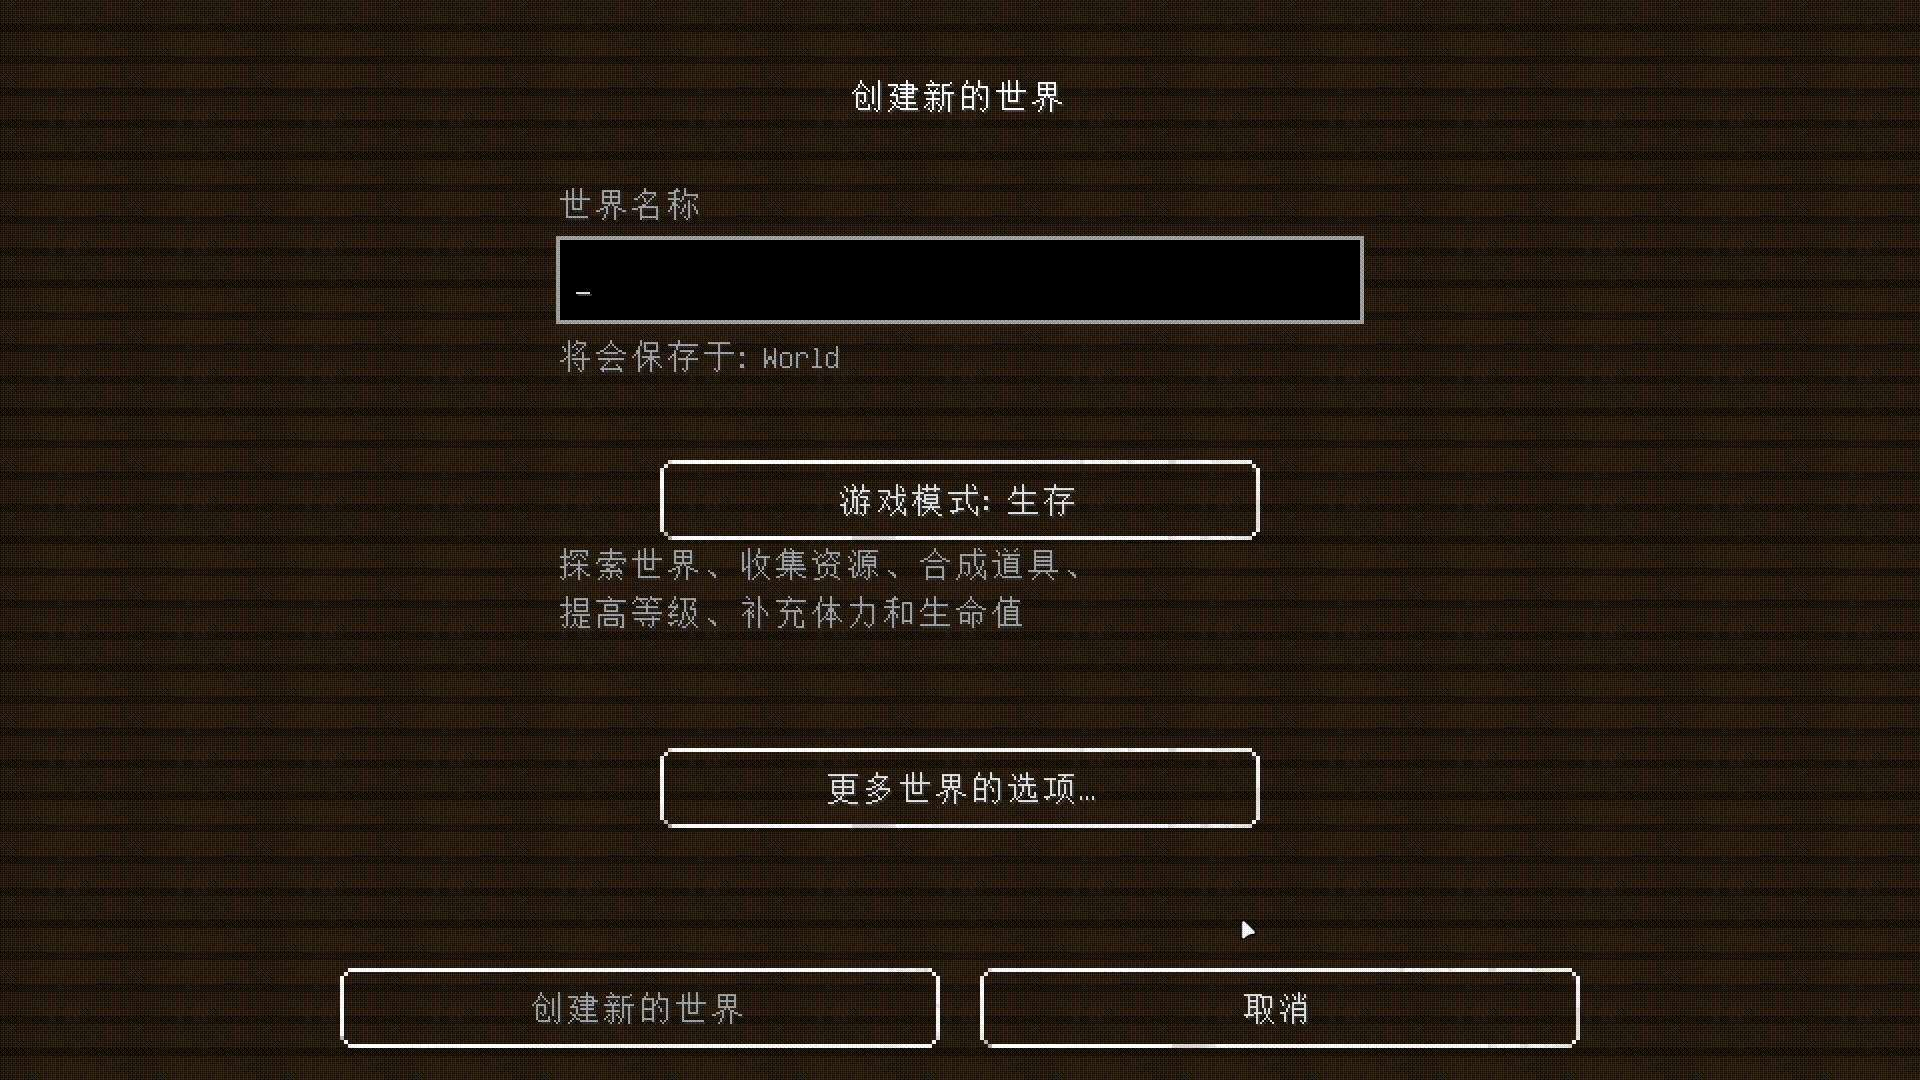 创建新的世界
世界名称
_
将会保存于: World
游戏模式: 生存
探索世界、收集资源、合成道具、
提高等级、补充体力和生命值
更多世界的选项...
创建新的世界
取消